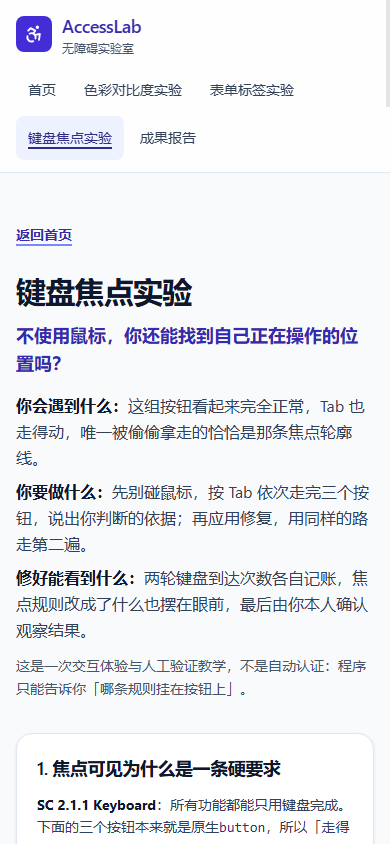 AccessLab
无障碍实验室
首页 色彩对比度实验 表单标签实验
键盘焦点实验 成果报告
返回首页
键盘焦点实验
不使用鼠标，你还能找到自己正在操作的位
置吗？
你会遇到什么：这组按钮看起来完全正常，Tab 也
走得动，唯一被偷偷拿走的恰恰是那条焦点轮廓
线。
你要做什么：先别碰鼠标，按 Tab 依次走完三个按
钮，说出你判断的依据；再应用修复，用同样的路
走第二遍。
修好能看到什么：两轮键盘到达次数各自记账，焦
点规则改成了什么也摆在眼前，最后由你本人确认
观察结果。
这是一次交互体验与人工验证教学，不是自动认证：程序
只能告诉你「哪条规则挂在按钮上」。
1. 焦点可见为什么是一条硬要求
SC 2.1.1 Keyboard：所有功能都能只用键盘完成。
下面的三个按钮本来就是原生button，所以「走得